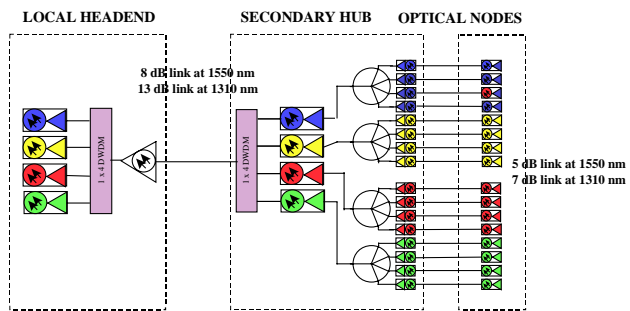 LOCAL HEADEND
SECONDARY HUB
OPTICAL NODES
8 dB link at 1550 nm
13 dB link at 1310 nm
1 x 4 DWDM
1 x 4 DWDM
5 dB link at 1550 nm
7 dB link at 1310 nm